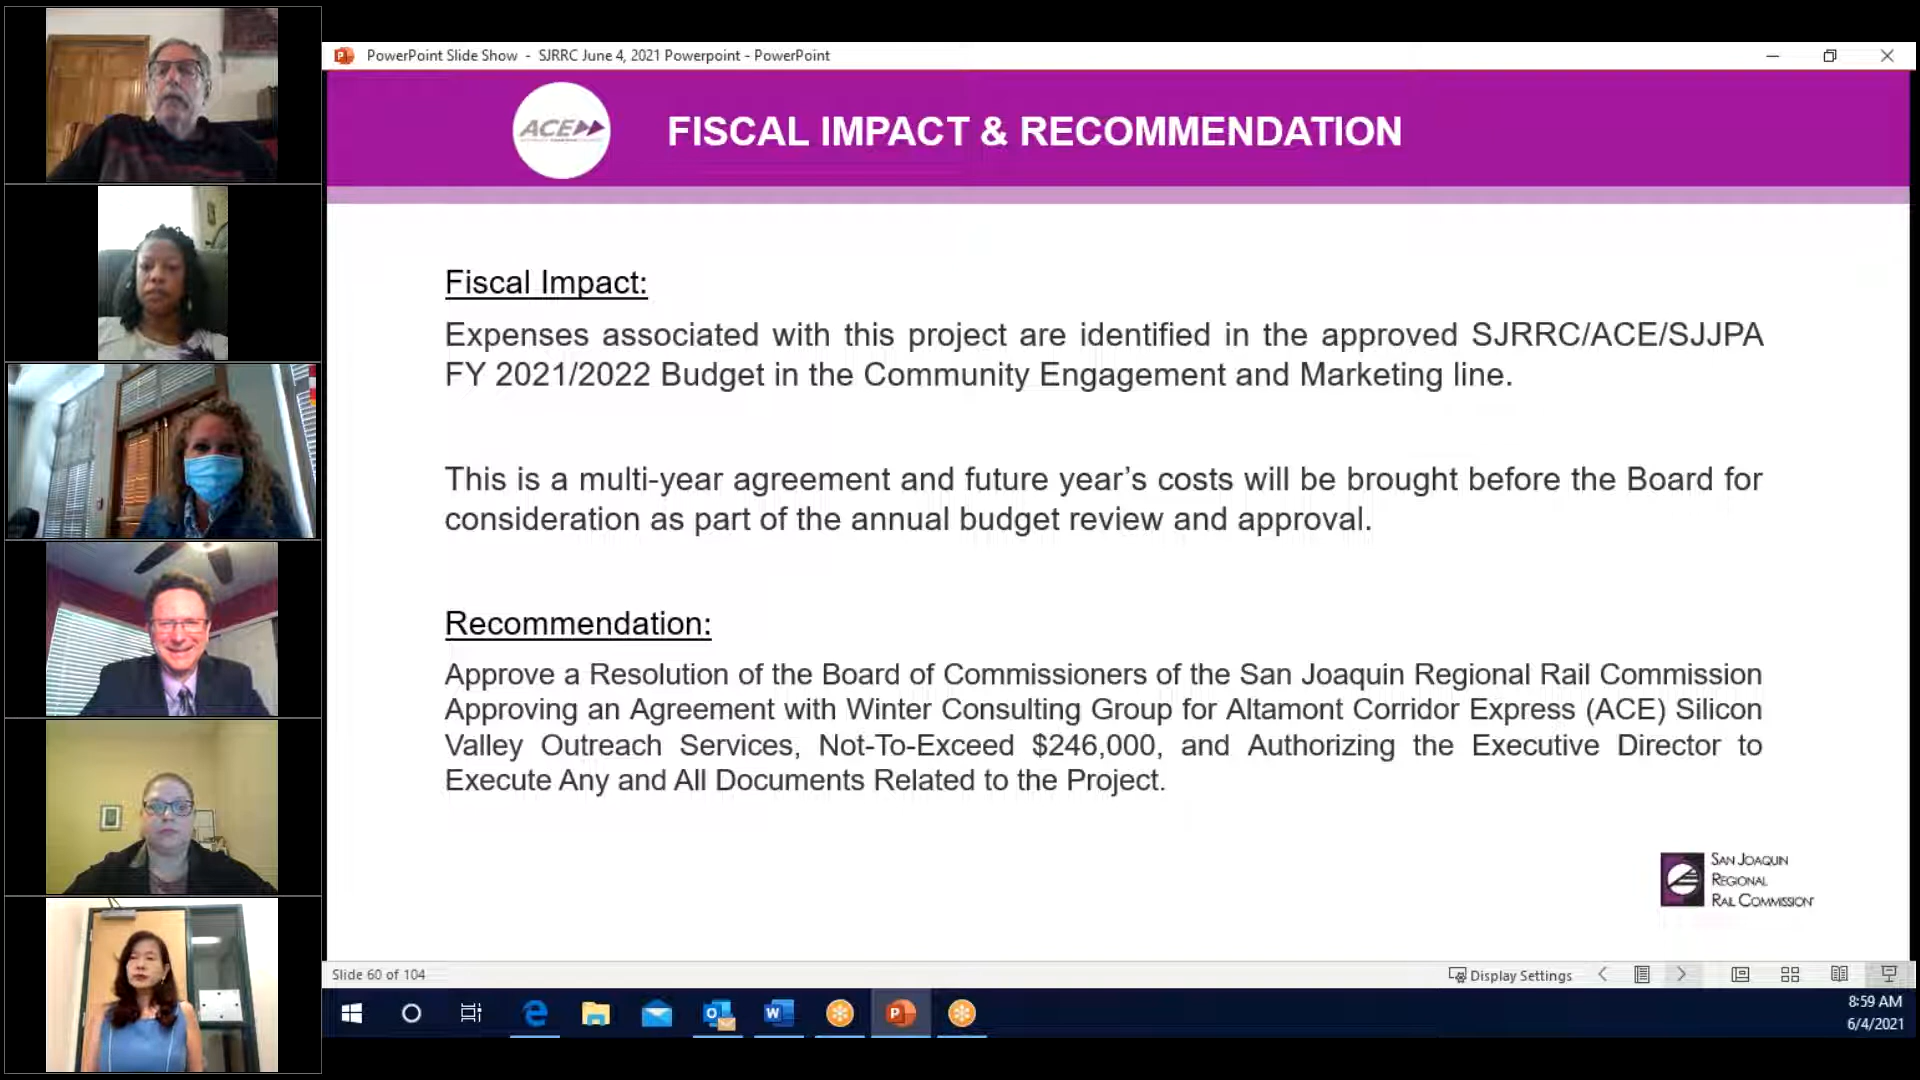 PowerPoint Slide Show - SJRRC June 4, 2021 Powerpoint - PowerPoint
ACE
FISCAL IMPACT & RECOMMENDATION
Fiscal Impact:
Expenses associated with this project are identified in the approved SJRRC/ACE/SJJPA
FY 2021/2022 Budget in the Community Engagement and Marketing line.
This is a multi-year agreement and future year’s costs will be brought before the Board for
consideration as part of the annual budget review and approval.
Recommendation:
Approve a Resolution of the Board of Commissioners of the San Joaquin Regional Rail Commission
Approving an Agreement with Winter Consulting Group for Altamont Corridor Express (ACE) Silicon
Valley Outreach Services, Not-To-Exceed $246,000, and Authorizing the Executive Director to
Execute Any and All Documents Related to the Project.
SAN JOAQUIN
REGIONAL
RAIL COMMISSION
Slide 60 of 104
Display Settings
8:59 AM
6/4/2021